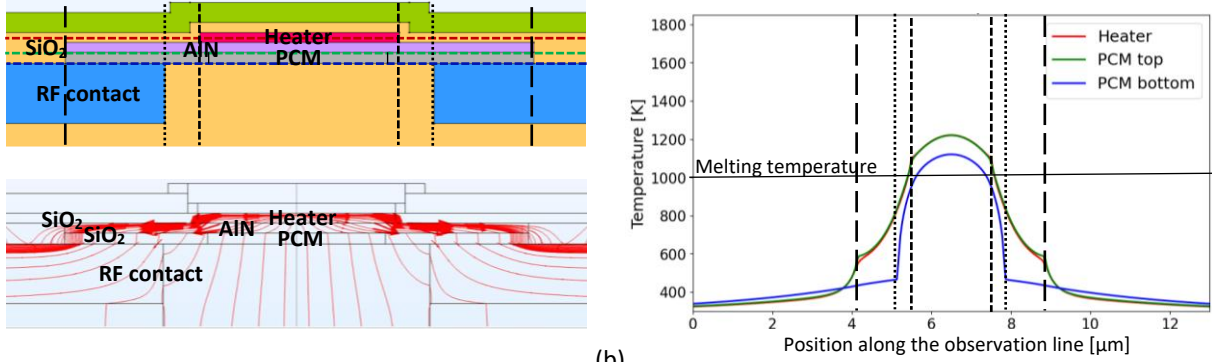 SiO₂
AlN
Heater
PCM
RF contact
SiO₂
SiO₂
AlN
Heater
PCM
RF contact
(b)
1800
1600
1400
1200
1000
800
600
400
Temperature [K]
Heater
PCM top
PCM bottom
Melting temperature
0 2 4 6 8 10 12
Position along the observation line [μm]